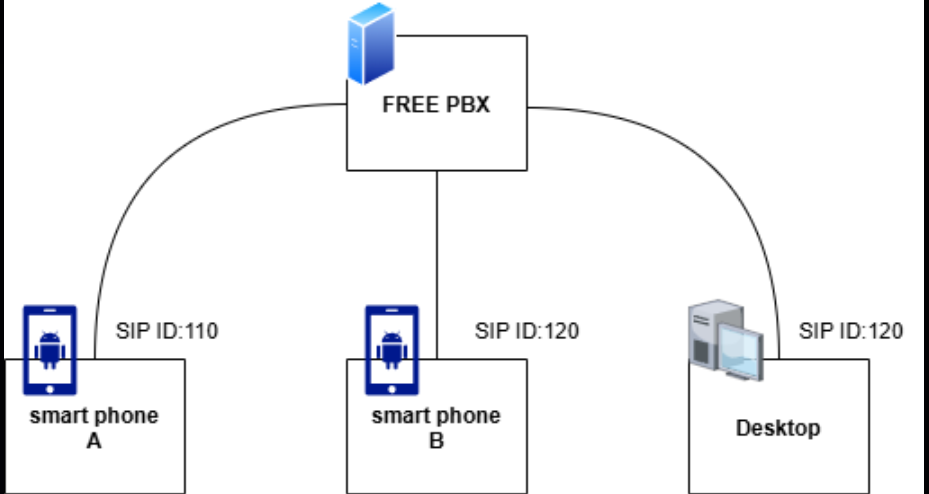 FREE PBX
SIP ID:110
SIP ID:120
SIP ID:120
smart phone
A
smart phone
B
Desktop